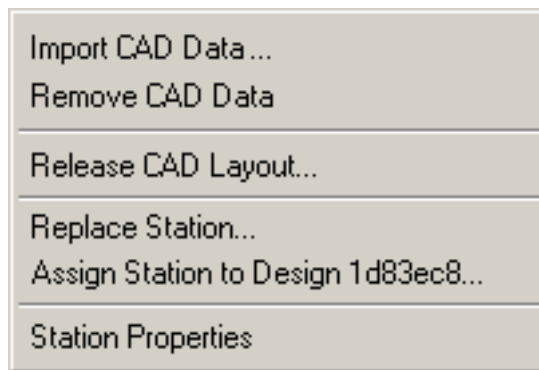 Import CAD Data...
Remove CAD Data
Release CAD Layout...
Replace Station...
Assign Station to Design 1d83ec8...
Station Properties